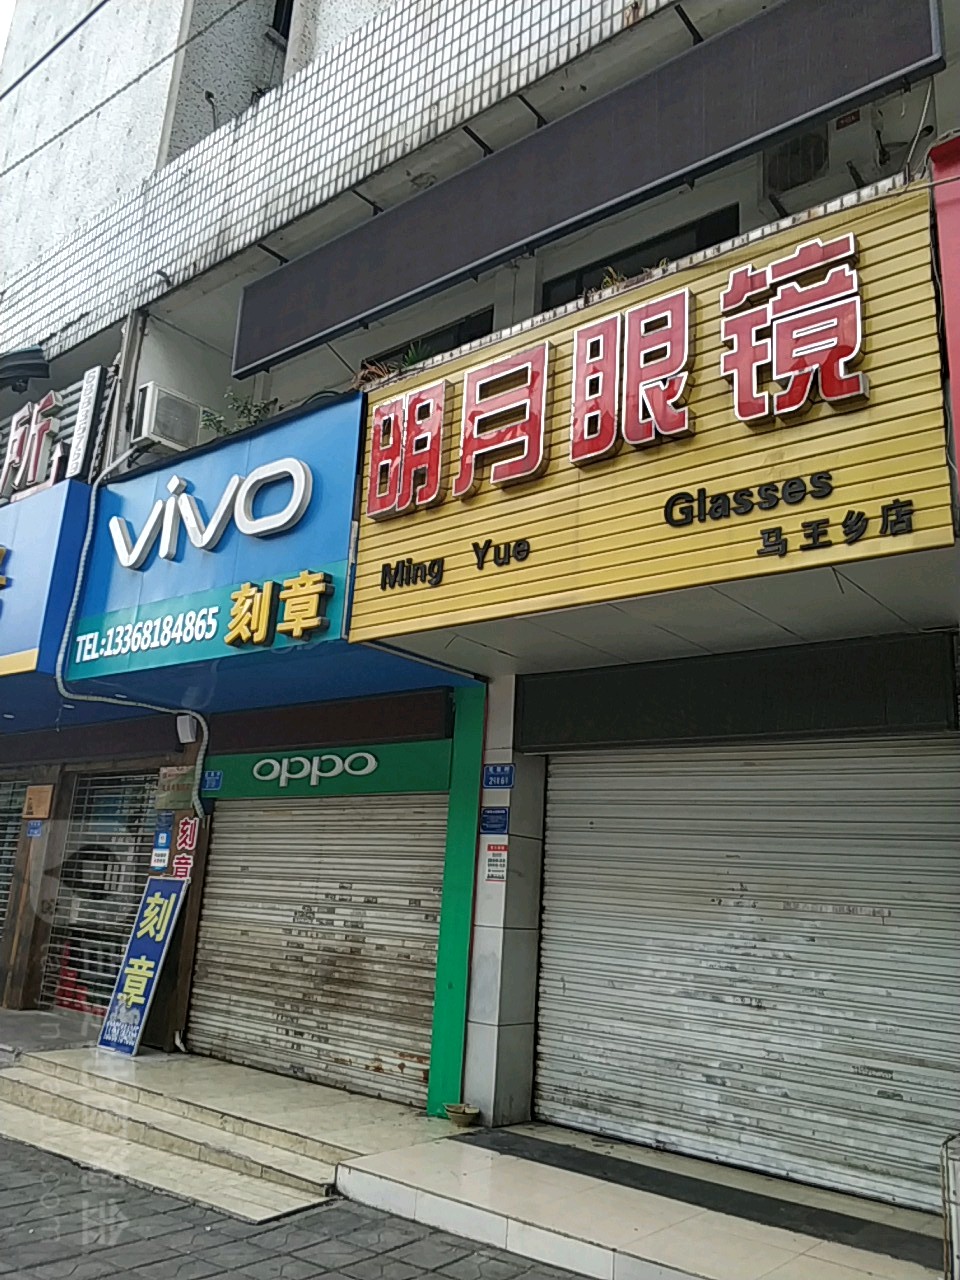 明月眼镜
Ming Yue Glasses
马王乡店
vivo
TEL:13368184865 刻章
所
oppo
刻章
刻章
13368184865